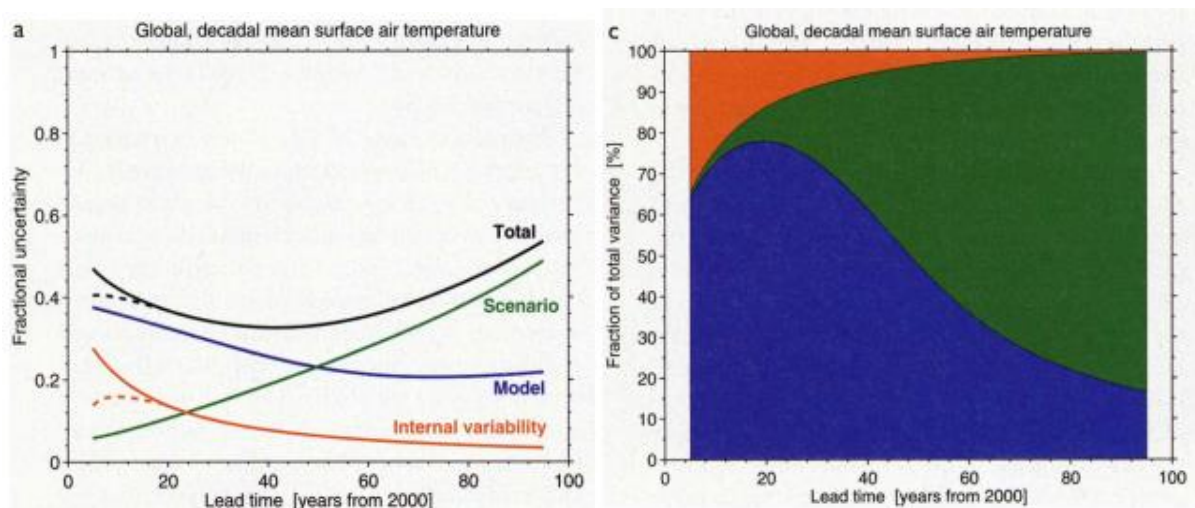 a
Global, decadal mean surface air temperature
1
0.8
0.6
0.4
0.2
0
Fractional uncertainty
Total
Scenario
Model
Internal variability
0 20 40 60 80 100
Lead time [years from 2000]
c
Global, decadal mean surface air temperature
100
90
80
70
60
50
40
30
20
10
0
Fraction of total variance [%]
0 20 40 60 80 100
Lead time [years from 2000]